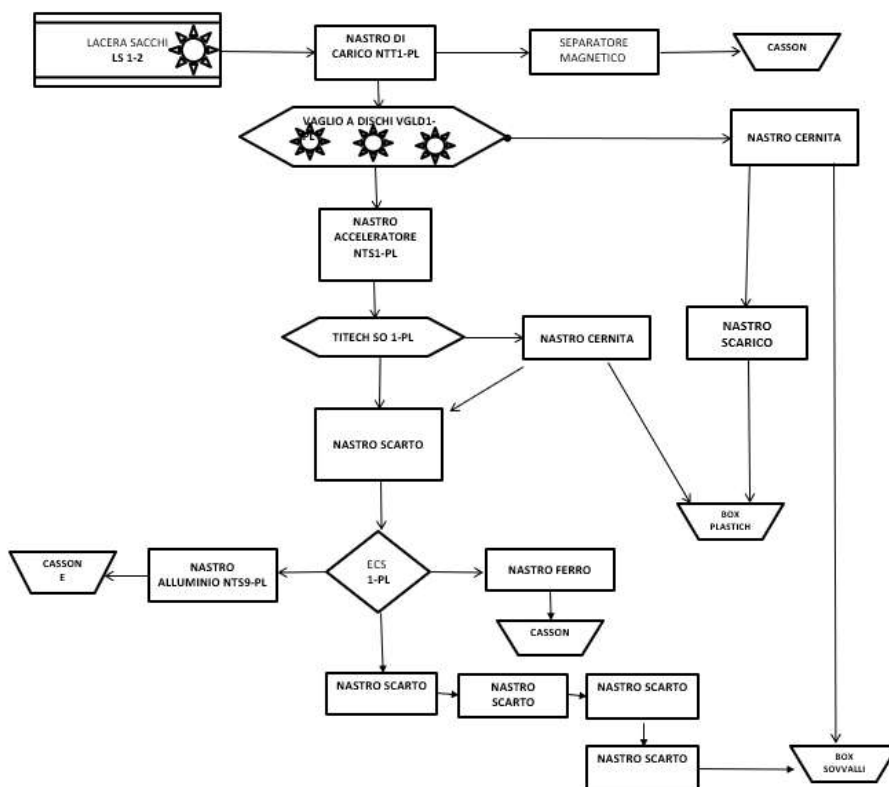 LACERA SACCHI
LS 1-2
NASTRO DI
CARICO NTT1-PL
SEPARATORE
MAGNETICO
CASSON
VAGLIO A DISCHI VGLD1-
PL
NASTRO CERNITA
NASTRO
ACCELERATORE
NTS1-PL
TITECH SO 1-PL
NASTRO CERNITA
NASTRO
SCARICO
NASTRO SCARTO
BOX
PLASTICH
CASSON
E
NASTRO
ALLUMINIO NTS9-PL
ECS
1-PL
NASTRO FERRO
CASSON
NASTRO SCARTO
NASTRO
SCARTO
NASTRO SCARTO
NASTRO SCARTO
BOX
SOVVALLI